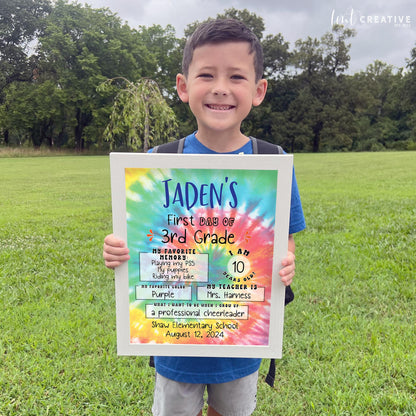 lmt CREATIVE
JADEN'S
FIRST DAY OF
3RD GRADE
MY FAVORITE
MEMORY
Playing my PS5
My puppies
Riding my bike
I AM
10
YEARS OLD!
MY FAVORITE COLOR
Purple
MY TEACHER IS
Mrs. Harness
WHAT I WANT TO BE WHEN I GROW UP
a professional cheerleader
Shaw Elementary School
August 12, 2024